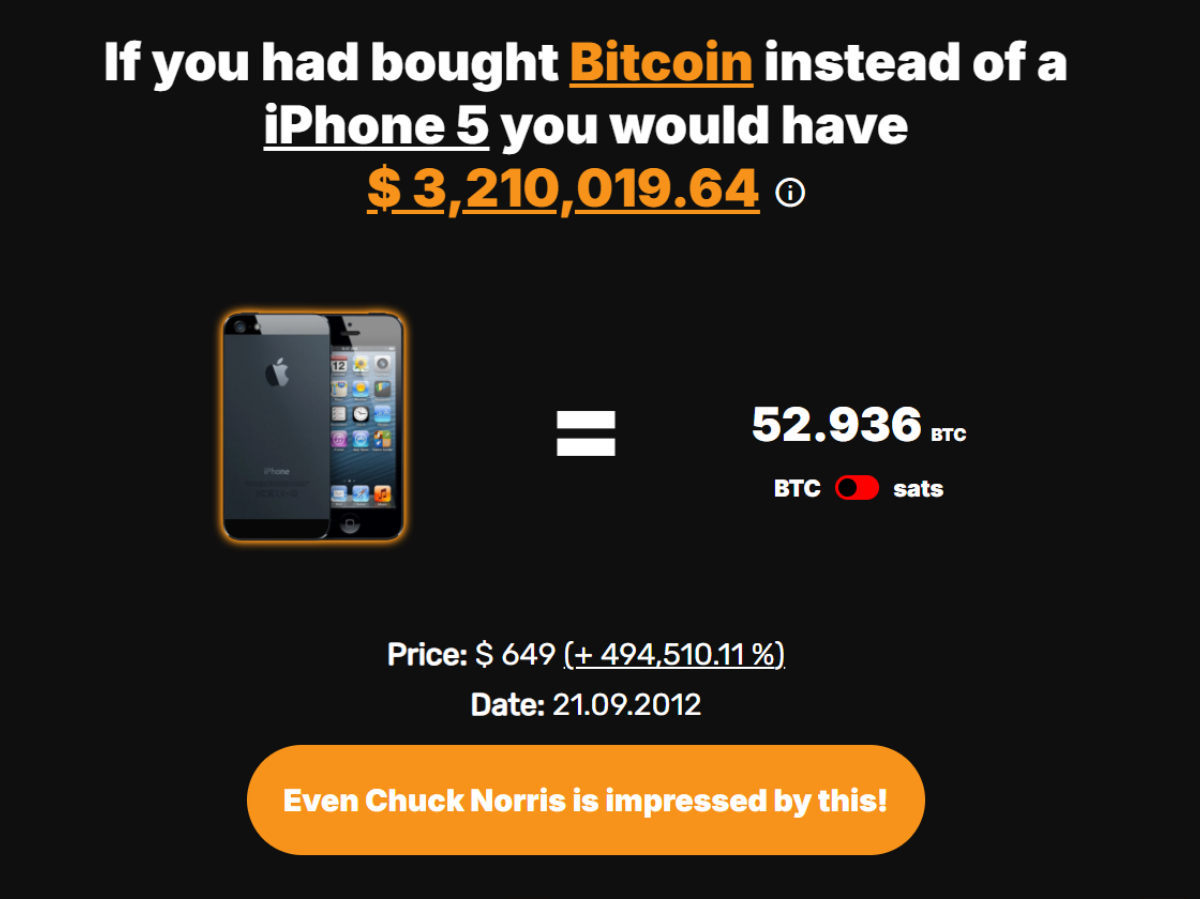 If you had bought Bitcoin instead of a
iPhone 5 you would have
$ 3,210,019.64
iPhone
52.936 BTC
BTC sats
Price: $ 649 (+ 494,510.11 %)
Date: 21.09.2012
Even Chuck Norris is impressed by this!